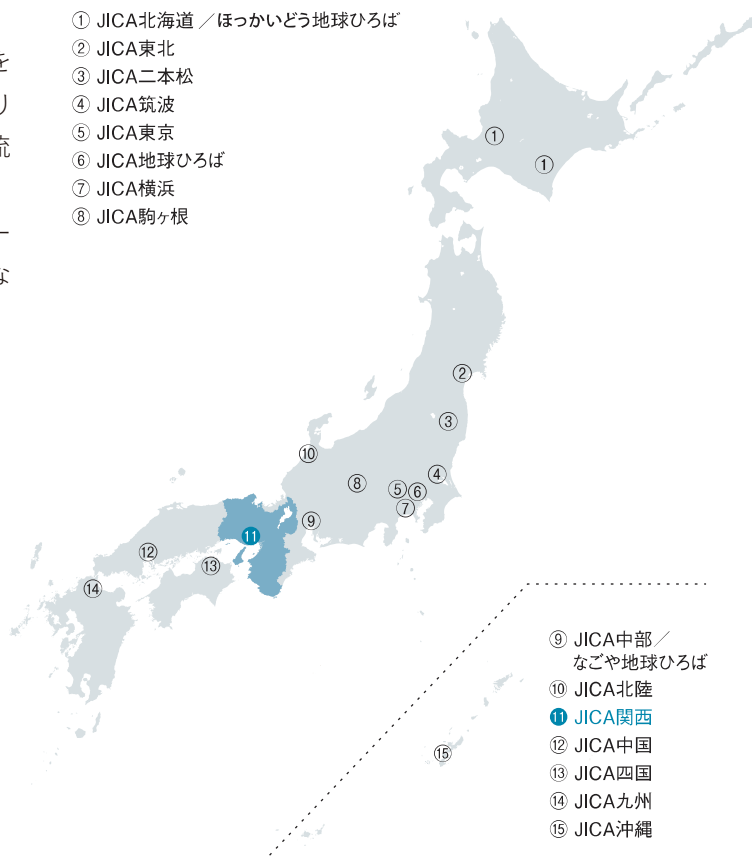 ① JICA北海道／ほっかいどう地球ひろば
② JICA東北
③ JICA二本松
④ JICA筑波
⑤ JICA東京
⑥ JICA地球ひろば
⑦ JICA横浜
⑧ JICA駒ヶ根
を
り
流
ー
な
①
①
②
③
⑩
④
⑧
⑤
⑥
⑦
⑨
⑪
⑫
⑬
⑭
⑮
⑨ JICA中部／
なごや地球ひろば
⑩ JICA北陸
⑪ JICA関西
⑫ JICA中国
⑬ JICA四国
⑭ JICA九州
⑮ JICA沖縄